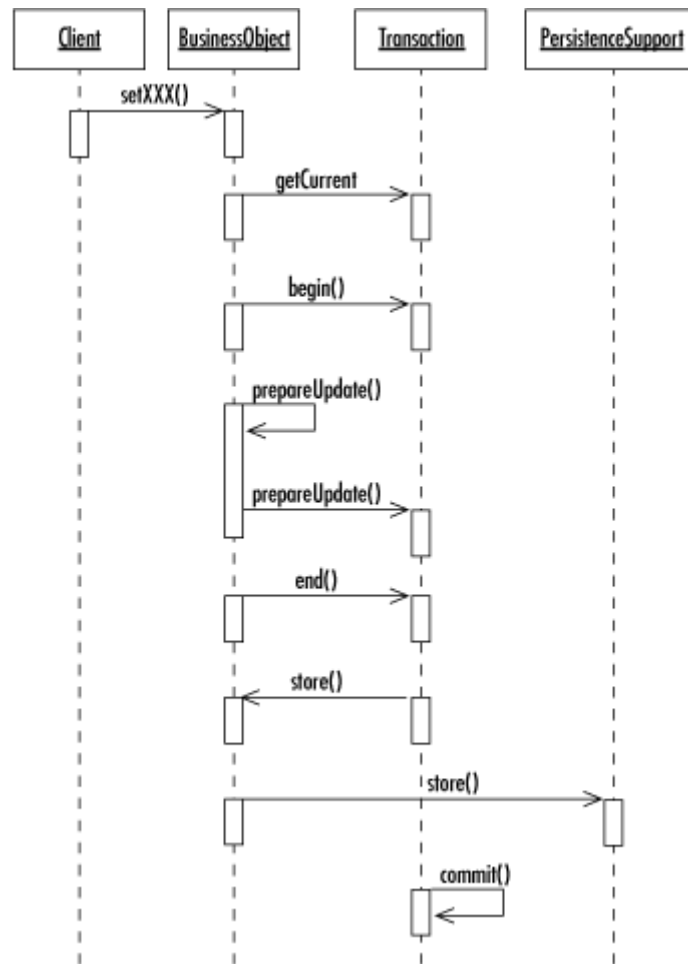 Client
BusinessObject
Transaction
PersistenceSupport
setXXX()
getCurrent
begin()
prepareUpdate()
prepareUpdate()
end()
store()
store()
commit()